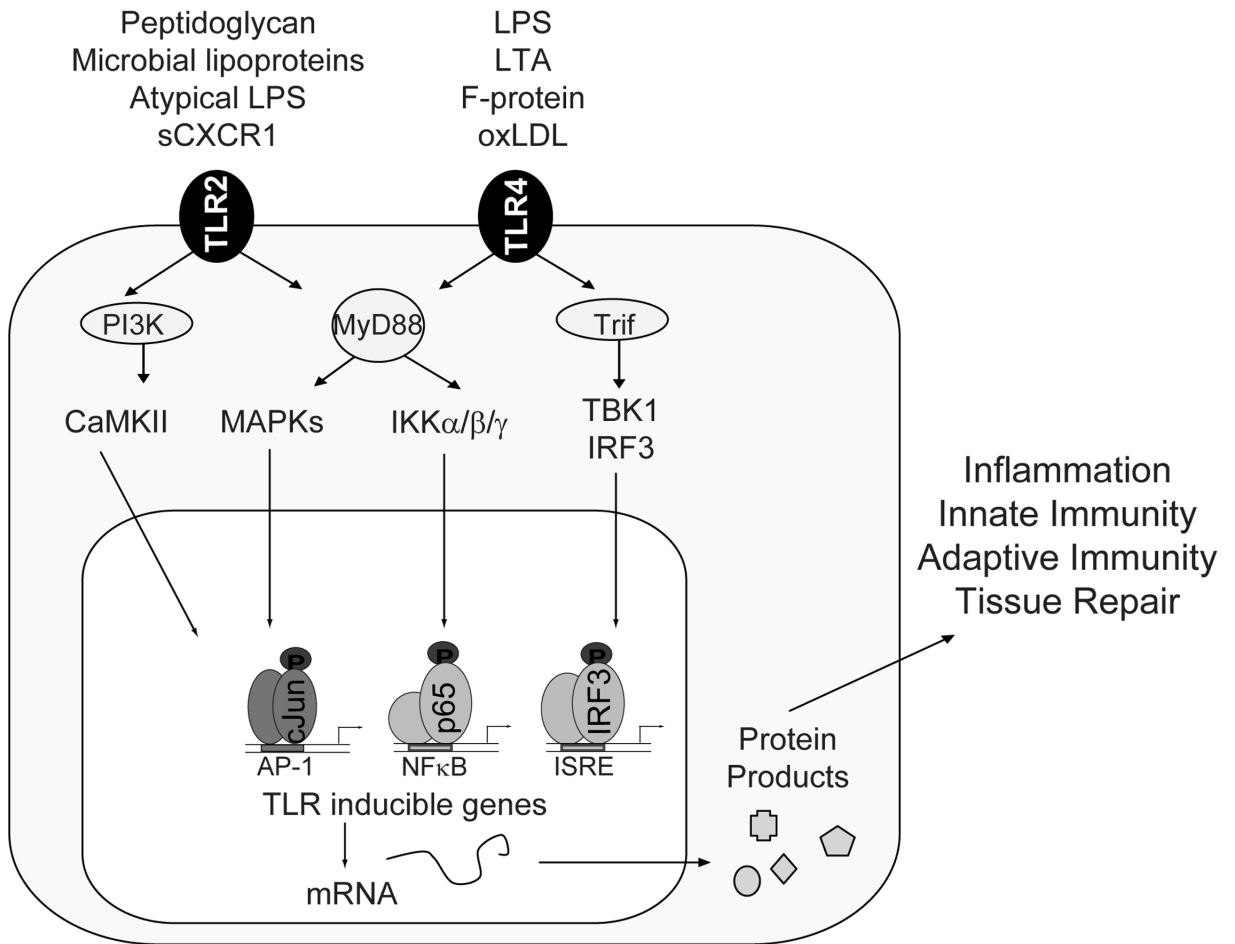 Peptidoglycan
Microbial lipoproteins
Atypical LPS
sCXCR1
LPS
LTA
F-protein
oxLDL
TLR2
TLR4
PI3K
MyD88
Trif
CaMKII
MAPKs
IKKα/β/γ
TBK1
IRF3
Inflammation
Innate Immunity
Adaptive Immunity
Tissue Repair
P
cJun
P
p65
P
IRF3
AP-1
NFκB
ISRE
TLR inducible genes
mRNA
Protein
Products